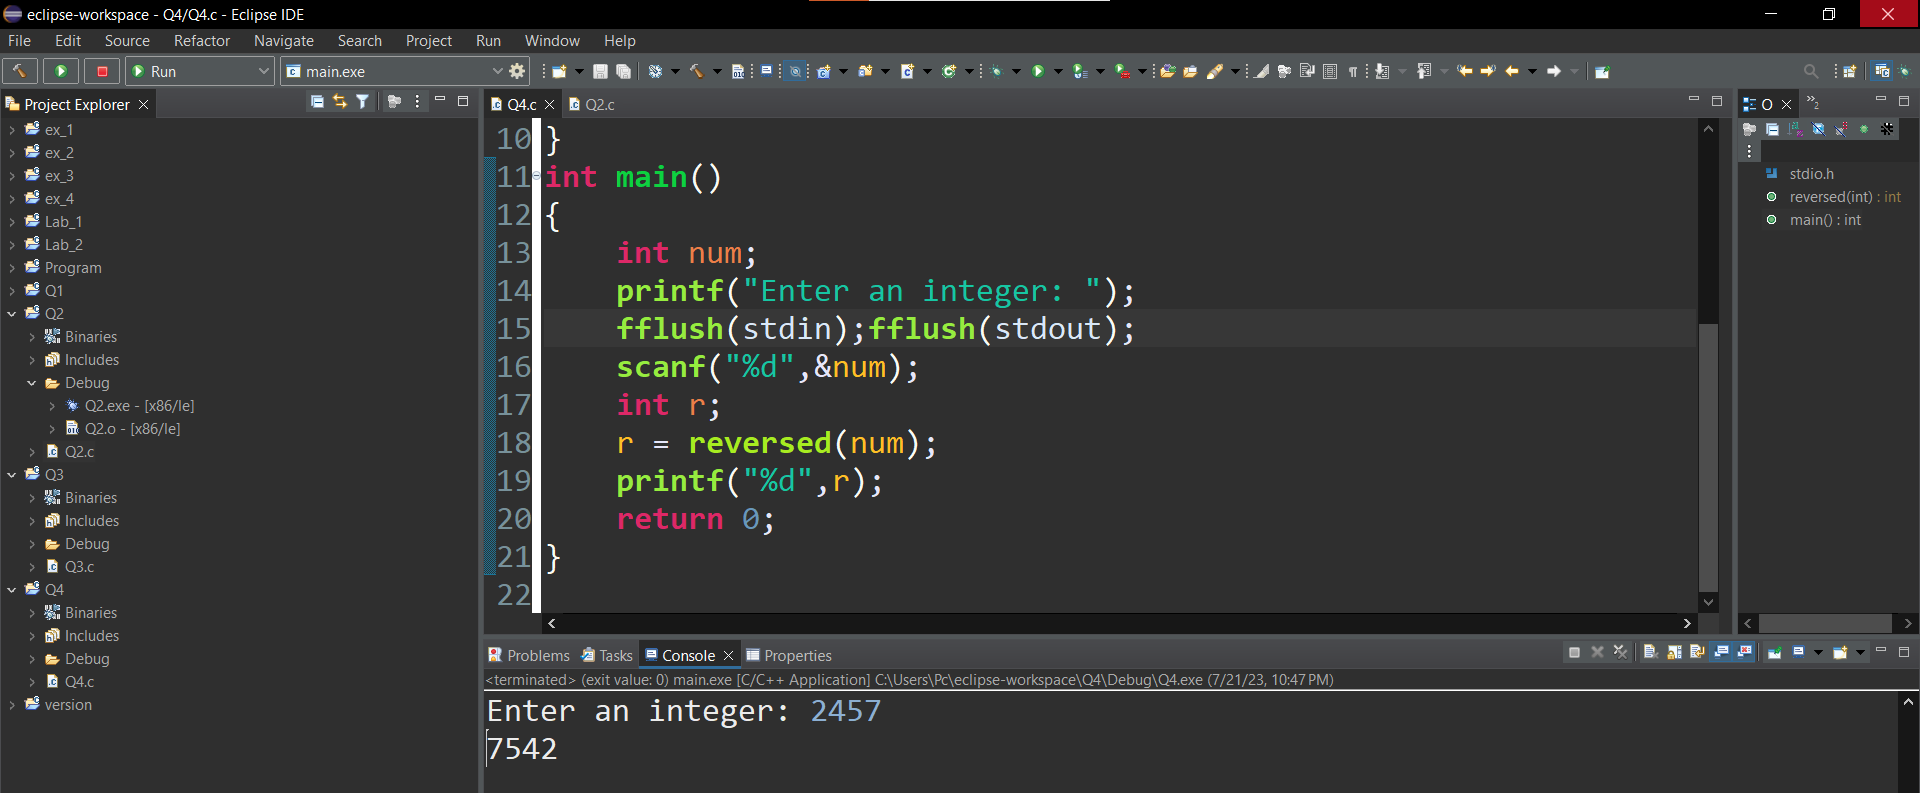 eclipse-workspace - Q4/Q4.c - Eclipse IDE
File Edit Source Refactor Navigate Search Project Run Window Help
Run
main.exe
Project Explorer
ex_1
ex_2
ex_3
ex_4
Lab_1
Lab_2
Program
Q1
Q2
Binaries
Includes
Debug
Q2.exe - [x86/le]
Q2.o - [x86/le]
Q2.c
Q3
Binaries
Includes
Debug
Q3.c
Q4
Binaries
Includes
Debug
Q4.c
version
Q4.c Q2.c
10 }
11 int main()
12 {
13     int num;
14     printf("Enter an integer: ");
15     fflush(stdin);fflush(stdout);
16     scanf("%d",&num);
17     int r;
18     r = reversed(num);
19     printf("%d",r);
20     return 0;
21 }
22
O
2
stdio.h
reversed(int) : int
main() : int
Problems Tasks Console Properties
<terminated> (exit value: 0) main.exe [C/C++ Application] C:\Users\Pc\eclipse-workspace\Q4\Debug\Q4.exe (7/21/23, 10:47 PM)
Enter an integer: 2457
7542